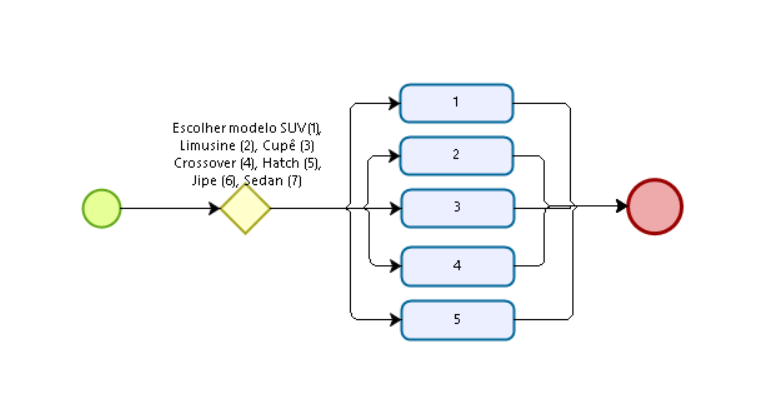 Escolher modelo SUV(1),
Limusine (2), Cupê (3)
Crossover (4), Hatch (5),
Jipe (6), Sedan (7)
1
2
3
4
5